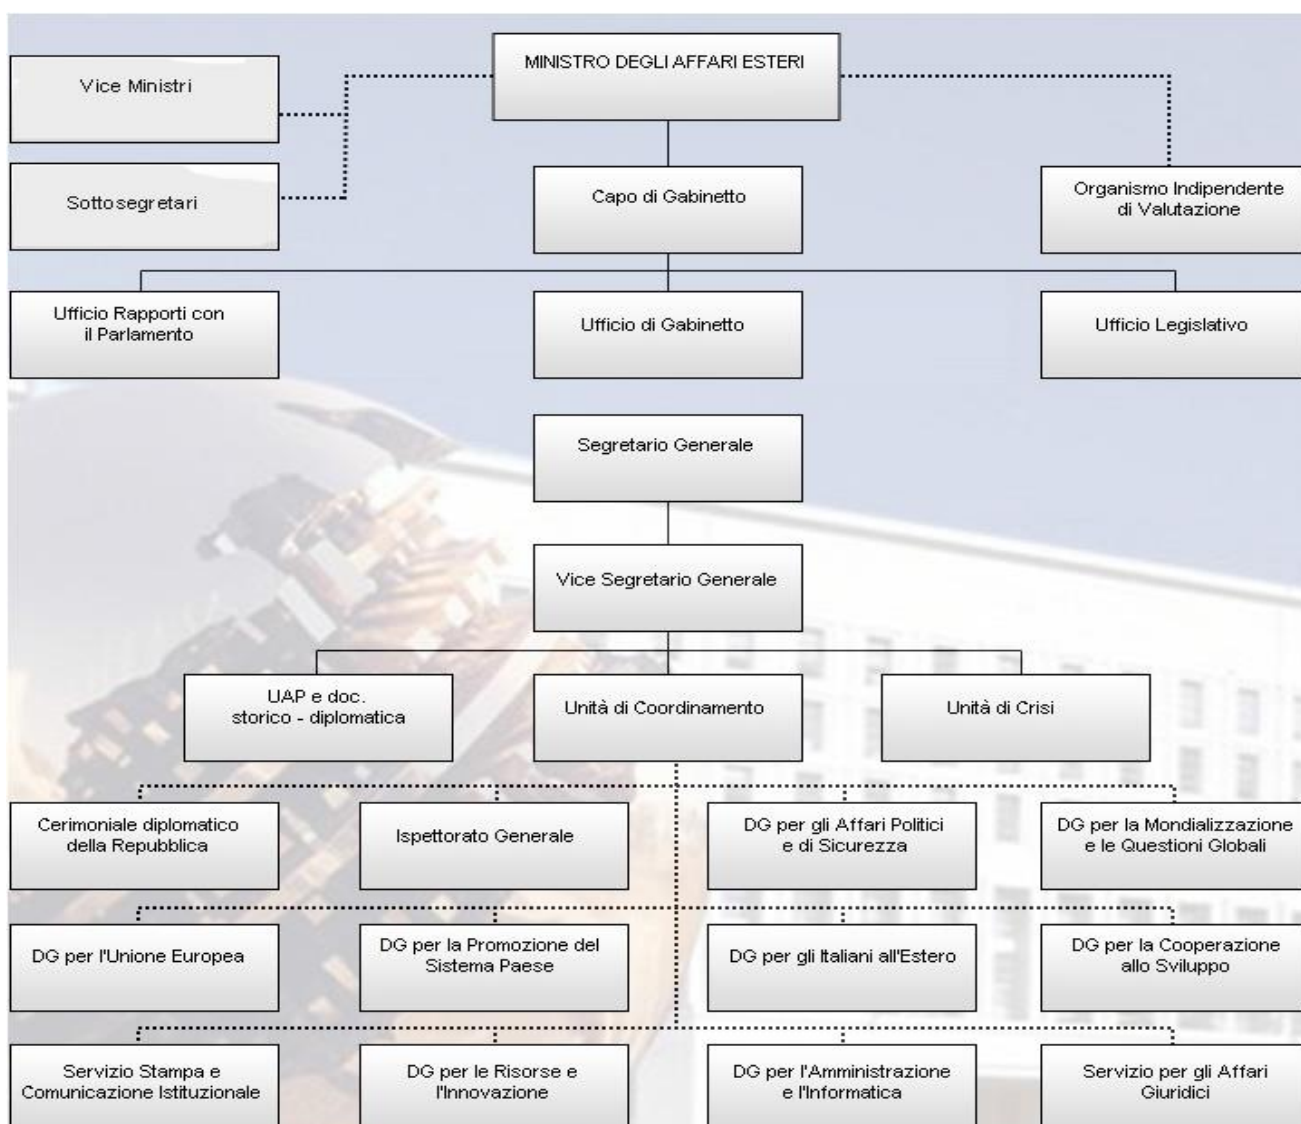 MINISTRO DEGLI AFFARI ESTERI
Vice Ministri
Sottosegretari
Capo di Gabinetto
Organismo Indipendente
di Valutazione
Ufficio Rapporti con
il Parlamento
Ufficio di Gabinetto
Ufficio Legislativo
Segretario Generale
Vice Segretario Generale
UAP e doc.
storico - diplomatica
Unità di Coordinamento
Unità di Crisi
Cerimoniale diplomatico
della Repubblica
Ispettorato Generale
DG per gli Affari Politici
e di Sicurezza
DG per la Mondializzazione
e le Questioni Globali
DG per l'Unione Europea
DG per la Promozione del
Sistema Paese
DG per gli Italiani all'Estero
DG per la Cooperazione
allo Sviluppo
Servizio Stampa e
Comunicazione Istituzionale
DG per le Risorse e
l'Innovazione
DG per l'Amministrazione
e l'Informatica
Servizio per gli Affari
Giuridici